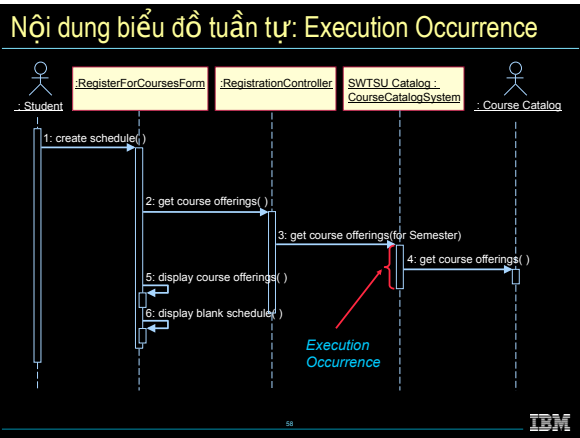 Nội dung biểu đồ tuần tự: Execution Occurrence
: Student
:RegisterForCoursesForm
:RegistrationController
SWTSU Catalog :
CourseCatalogSystem
: Course Catalog
1: create schedule( )
2: get course offerings( )
3: get course offerings(for Semester)
4: get course offerings( )
5: display course offerings( )
6: display blank schedule( )
Execution
Occurrence
58
IBM